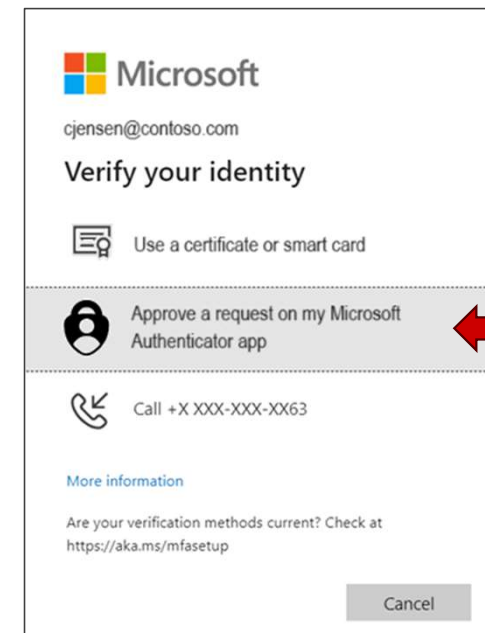 Microsoft
cjensen@contoso.com
Verify your identity
Use a certificate or smart card
Approve a request on my Microsoft
Authenticator app
Call +X XXX-XXX-XX63
More information
Are your verification methods current? Check at
https://aka.ms/mfasetup
Cancel